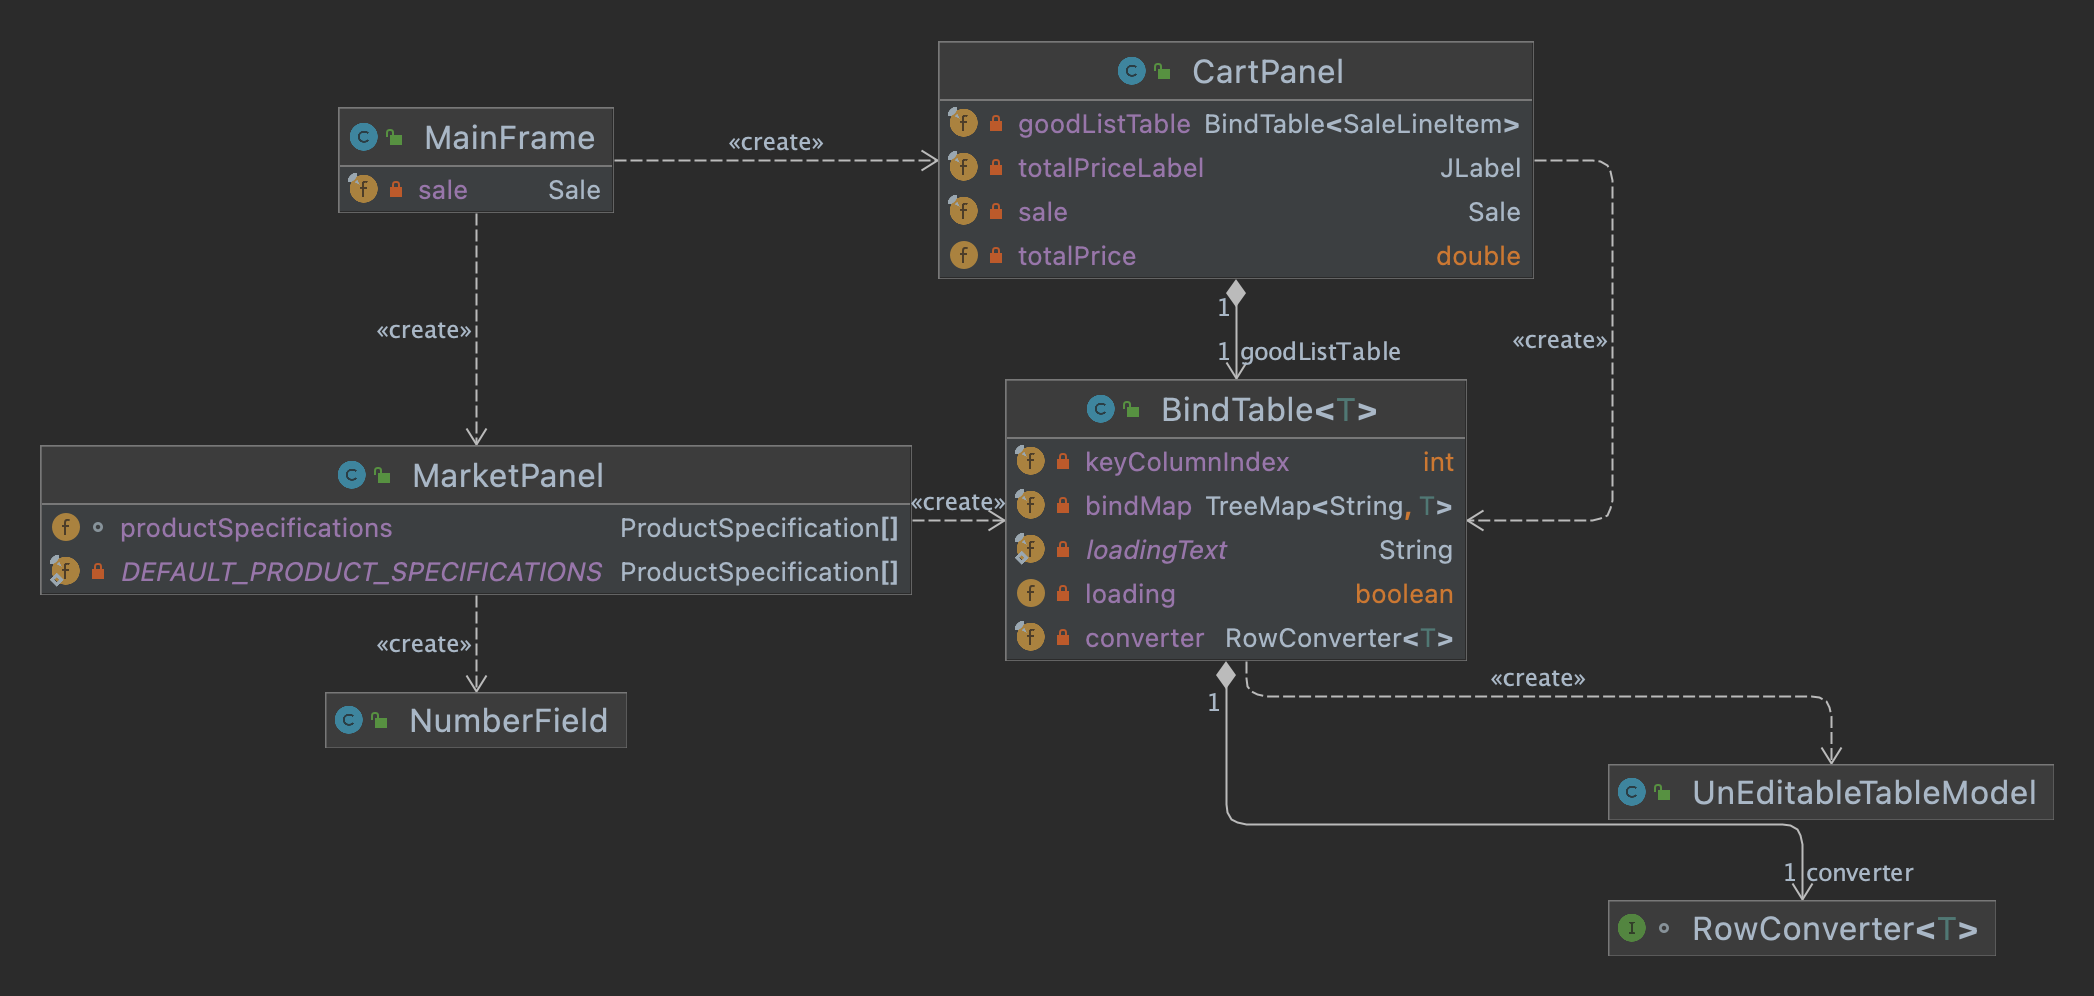 CartPanel
goodListTable BindTable<SaleLineItem>
totalPriceLabel JLabel
sale Sale
totalPrice double
MainFrame
sale Sale
«create»
«create»
«create»
1
1 goodListTable
BindTable<T>
keyColumnIndex int
bindMap TreeMap<String, T>
loadingText String
loading boolean
converter RowConverter<T>
MarketPanel
productSpecifications ProductSpecification[]
DEFAULT_PRODUCT_SPECIFICATIONS ProductSpecification[]
«create»
«create»
NumberField
«create»
1
UnEditableTableModel
1 converter
RowConverter<T>